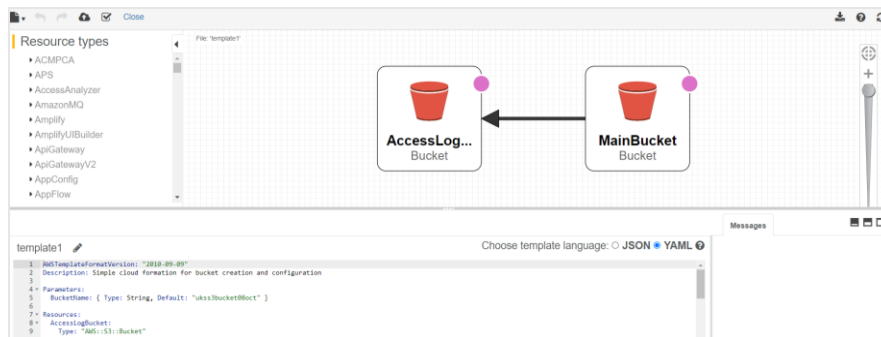 Close
Resource types
ACMPCA
APS
AccessAnalyzer
AmazonMQ
Amplify
AmplifyUIBuilder
ApiGateway
ApiGatewayV2
AppConfig
AppFlow
File: 'template1'
AccessLog...
Bucket
MainBucket
Bucket
template1
Choose template language: JSON YAML
1 AWSTemplateFormatVersion: "2010-09-09"
2 Description: Simple cloud formation for bucket creation and configuration
3
4 Parameters:
5 BucketName: { Type: String, Default: "ukss3bucket08oct" }
6
7 Resources:
8 AccessLogBucket:
9 Type: "AWS::S3::Bucket"
Messages